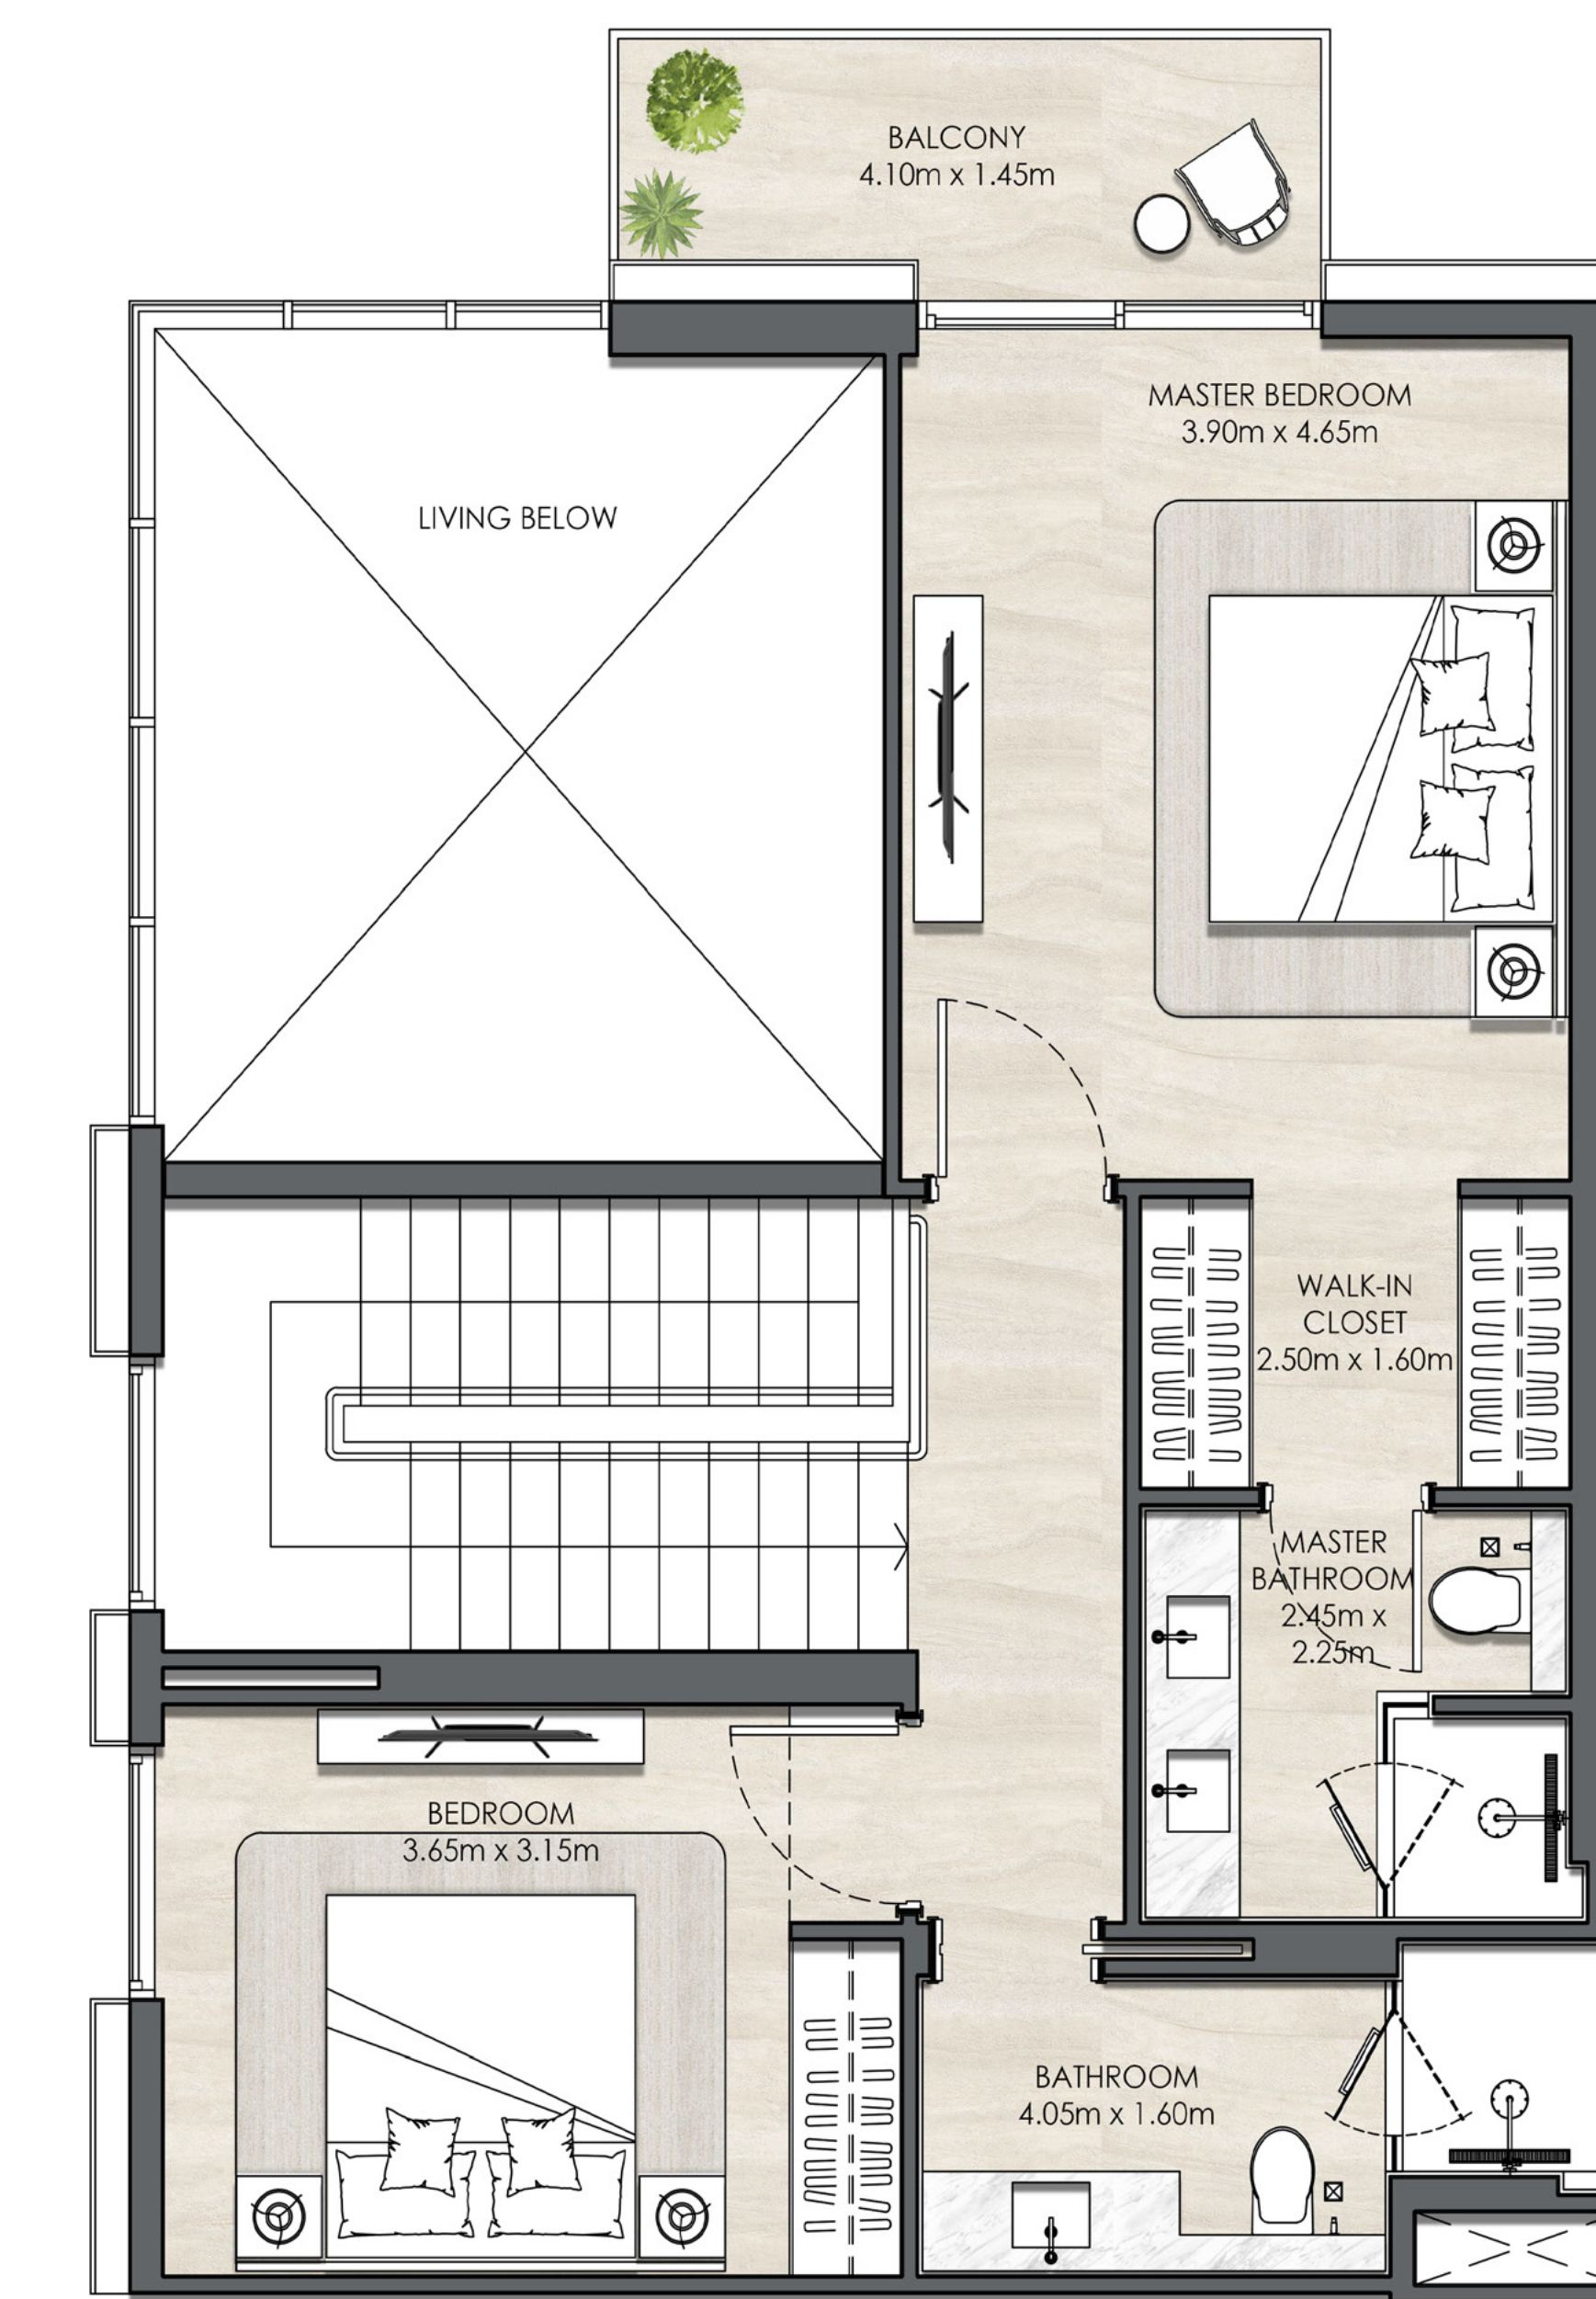 BALCONY
4.10m x 1.45m
MASTER BEDROOM
3.90m x 4.65m
LIVING BELOW
WALK-IN
CLOSET
2.50m x 1.60m
MASTER
BATHROOM
2.45m x
2.25m
BEDROOM
3.65m x 3.15m
BATHROOM
4.05m x 1.60m